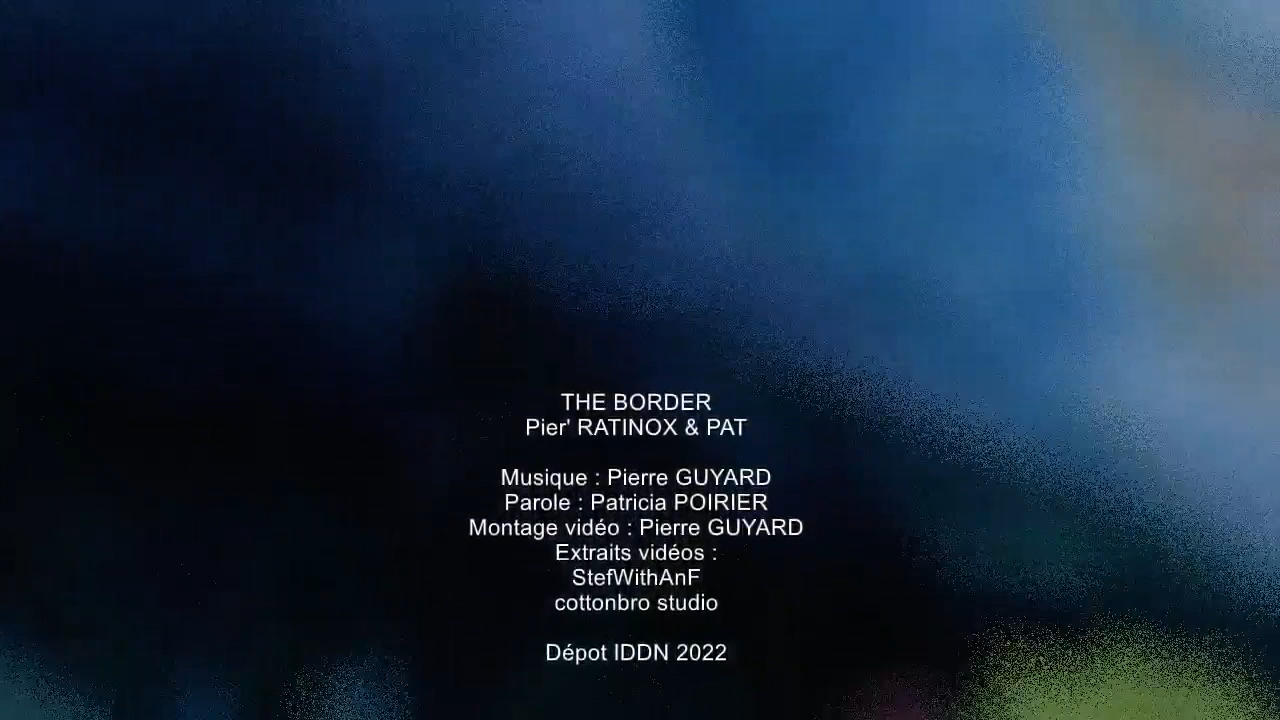 THE BORDER
Pier' RATINOX & PAT
Musique : Pierre GUYARD
Parole : Patricia POIRIER
Montage vidéo : Pierre GUYARD
Extraits vidéos :
StefWithAnF
cottonbro studio
Dépot IDDN 2022